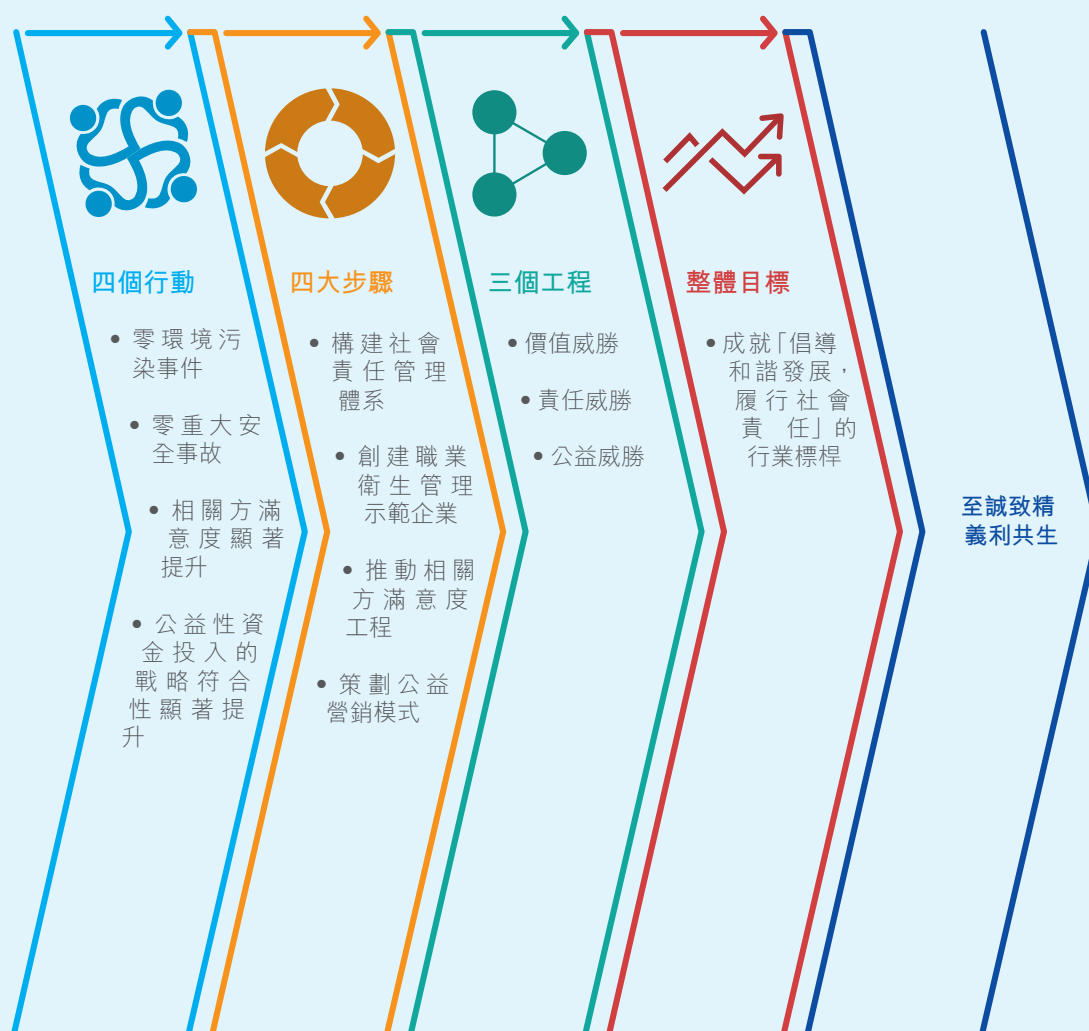 四個行動
• 零環境污
染事件
• 零重大安
全事故
• 相關方滿
意度顯著
提升
• 公益性資
金投入的
戰略符合
性顯著提
升
四大步驟
• 構建社會
責任管理
體系
• 創建職業
衛生管理
示範企業
• 推動相關
方滿意度
工程
• 策劃公益
營銷模式
三個工程
• 價值威勝
• 責任威勝
• 公益威勝
整體目標
• 成就「倡導
和諧發展，
履行社會
責任」的
行業標桿
至誠致精
義利共生